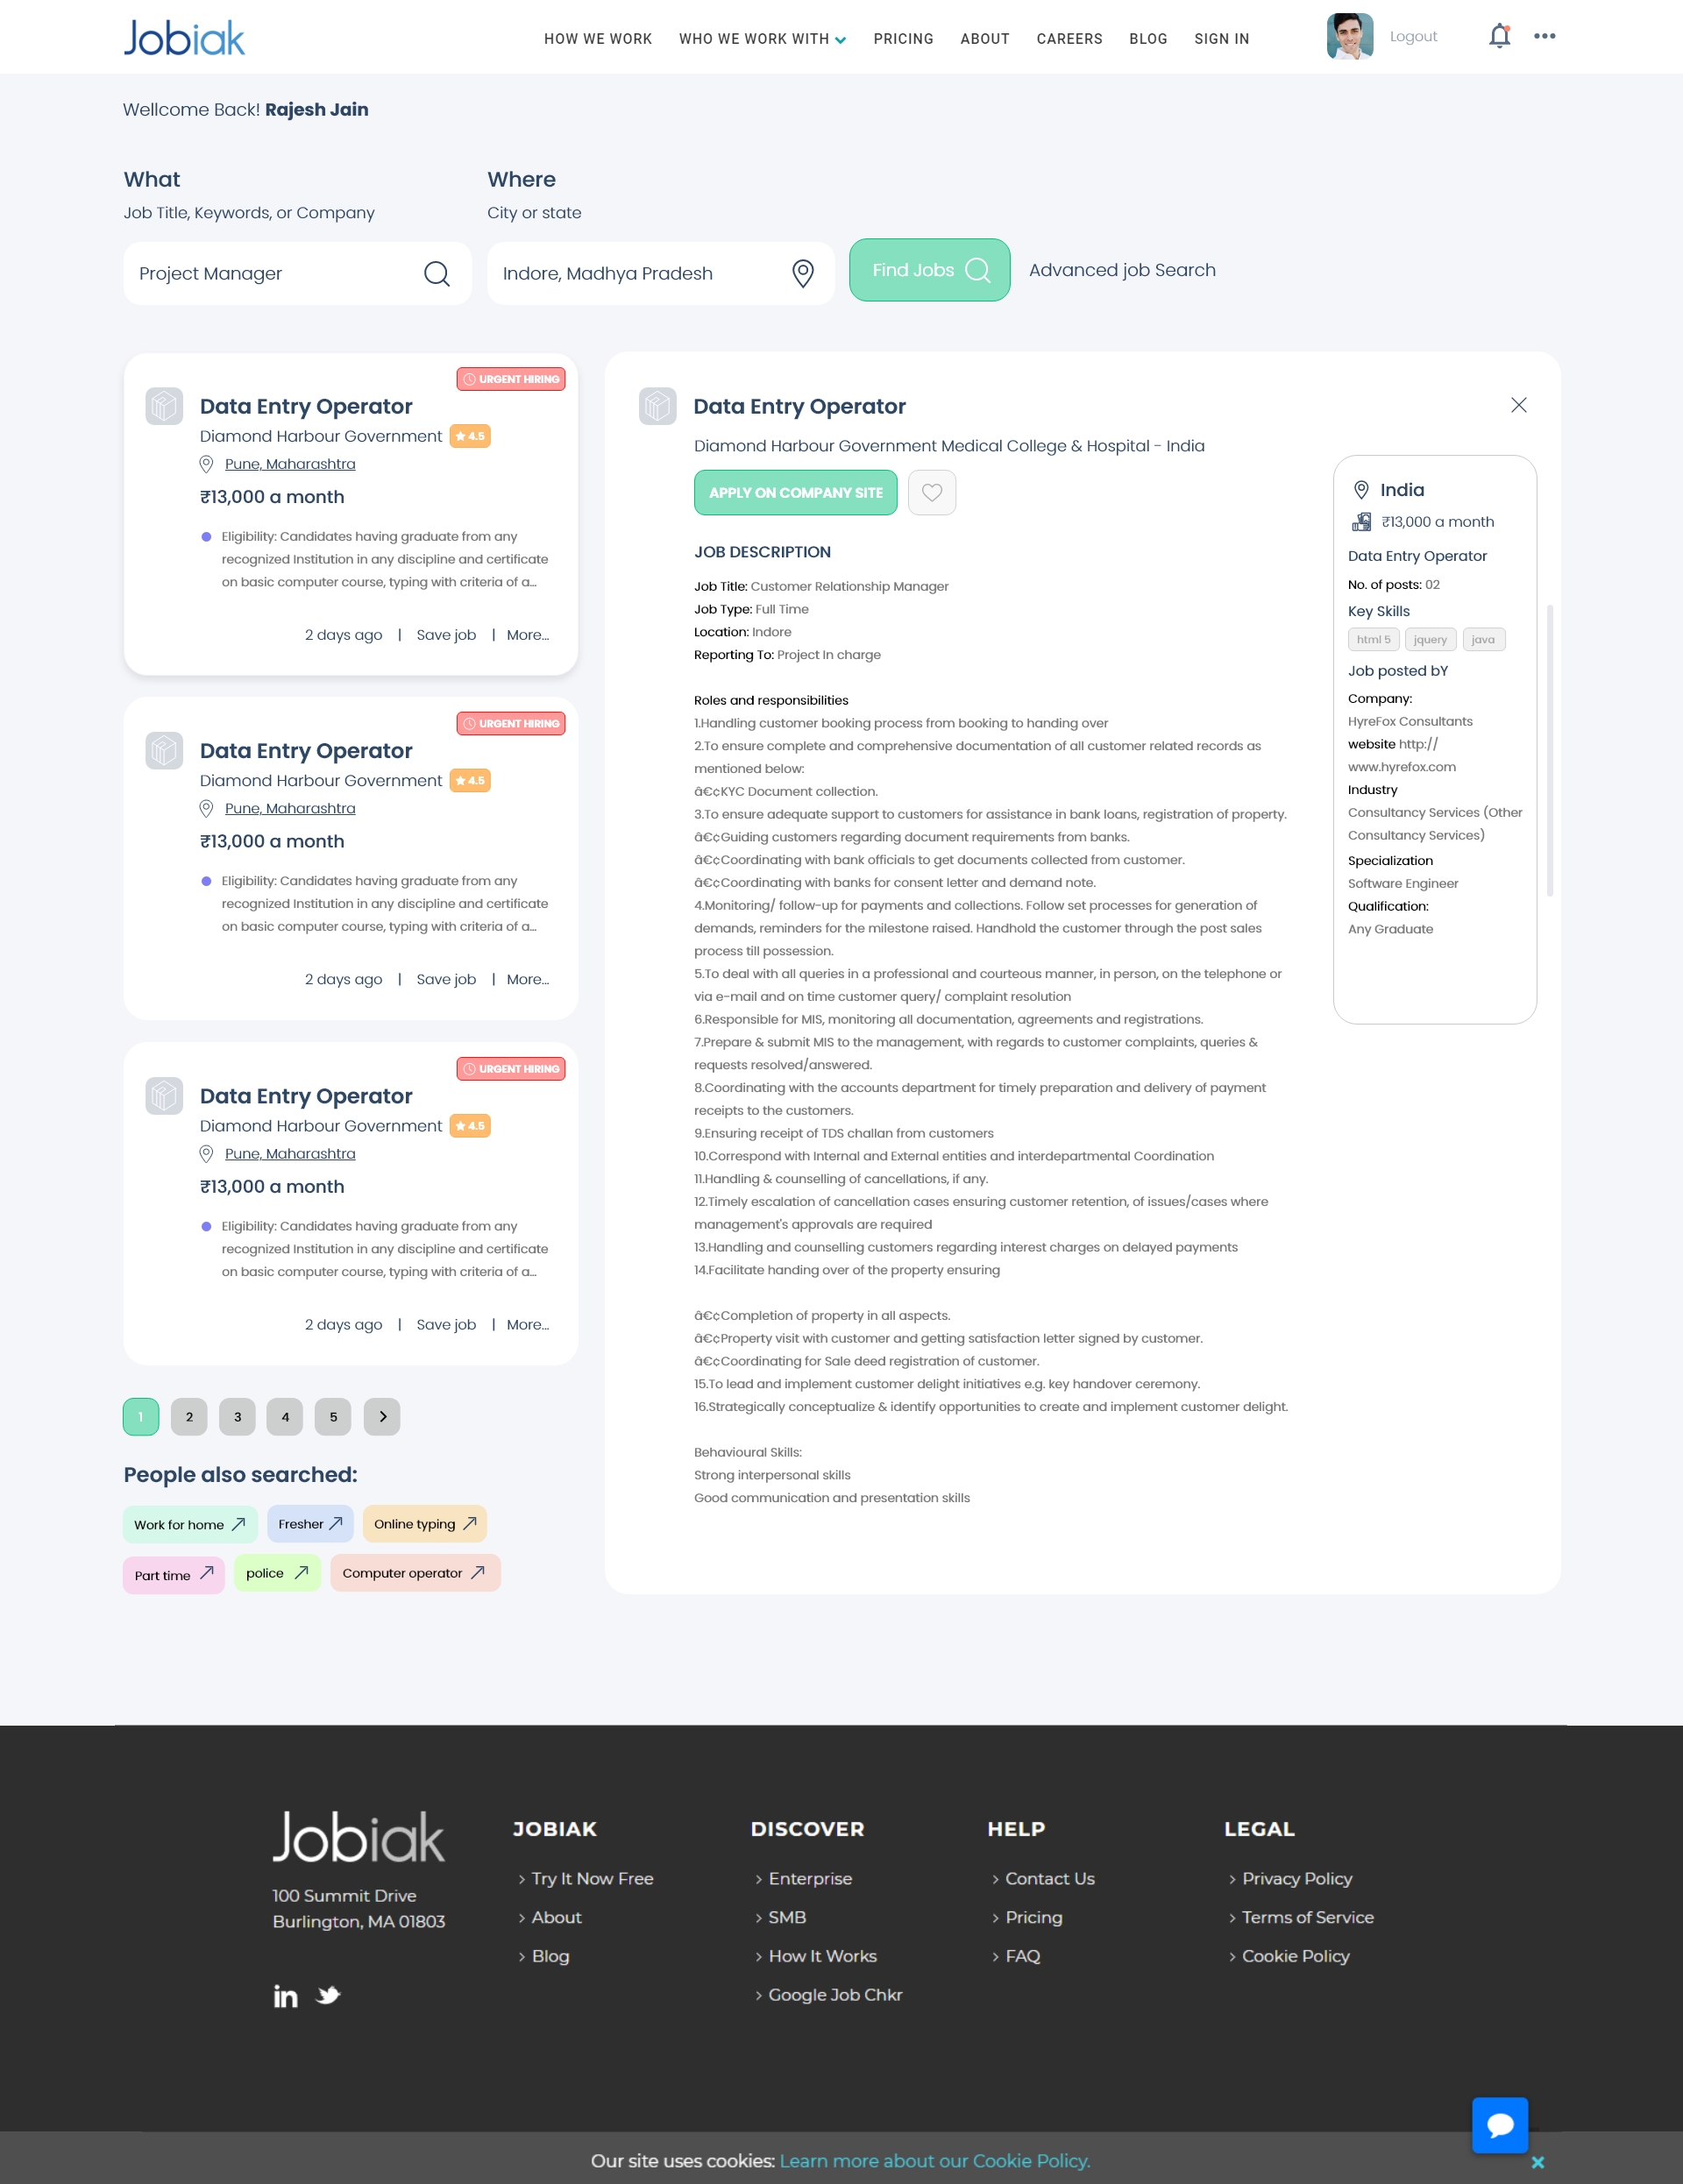 Jobiak
HOW WE WORK
WHO WE WORK WITH
PRICING
ABOUT
CAREERS
BLOG
SIGN IN
Logout
Wellcome Back! Rajesh Jain
What
Job Title, Keywords, or Company
Project Manager
Where
City or state
Indore, Madhya Pradesh
Find Jobs
Advanced job Search
URGENT HIRING
Data Entry Operator
Diamond Harbour Government 4.5
Pune, Maharashtra
₹13,000 a month
Eligibility: Candidates having graduate from any
recognized Institution in any discipline and certificate
on basic computer course, typing with criteria of a...
2 days ago | Save job | More...
URGENT HIRING
Data Entry Operator
Diamond Harbour Government 4.5
Pune, Maharashtra
₹13,000 a month
Eligibility: Candidates having graduate from any
recognized Institution in any discipline and certificate
on basic computer course, typing with criteria of a...
2 days ago | Save job | More...
URGENT HIRING
Data Entry Operator
Diamond Harbour Government 4.5
Pune, Maharashtra
₹13,000 a month
Eligibility: Candidates having graduate from any
recognized Institution in any discipline and certificate
on basic computer course, typing with criteria of a...
2 days ago | Save job | More...
1 2 3 4 5
People also searched:
Work for home
Fresher
Online typing
Part time
police
Computer operator
Data Entry Operator
Diamond Harbour Government Medical College & Hospital - India
APPLY ON COMPANY SITE
JOB DESCRIPTION
Job Title: Customer Relationship Manager
Job Type: Full Time
Location: Indore
Reporting To: Project In charge
Roles and responsibilities
1.Handling customer booking process from booking to handing over
2.To ensure complete and comprehensive documentation of all customer related records as
mentioned below:
â€¢KYC Document collection.
3.To ensure adequate support to customers for assistance in bank loans, registration of property.
â€¢Guiding customers regarding document requirements from banks.
â€¢Coordinating with bank officials to get documents collected from customer.
â€¢Coordinating with banks for consent letter and demand note.
4.Monitoring/ follow-up for payments and collections. Follow set processes for generation of
demands, reminders for the milestone raised. Handhold the customer through the post sales
process till possession.
5.To deal with all queries in a professional and courteous manner, in person, on the telephone or
via e-mail and on time customer query/ complaint resolution
6.Responsible for MIS, monitoring all documentation, agreements and registrations.
7.Prepare & submit MIS to the management, with regards to customer complaints, queries &
requests resolved/answered.
8.Coordinating with the accounts department for timely preparation and delivery of payment
receipts to the customers.
9.Ensuring receipt of TDS challan from customers
10.Correspond with Internal and External entities and interdepartmental Coordination
11.Handling & counselling of cancellations, if any.
12.Timely escalation of cancellation cases ensuring customer retention, of issues/cases where
management's approvals are required
13.Handling and counselling customers regarding interest charges on delayed payments
14.Facilitate handing over of the property ensuring
â€¢Completion of property in all aspects.
â€¢Property visit with customer and getting satisfaction letter signed by customer.
â€¢Coordinating for Sale deed registration of customer.
15.To lead and implement customer delight initiatives e.g. key handover ceremony.
16.Strategically conceptualize & identify opportunities to create and implement customer delight.
Behavioural Skills:
Strong interpersonal skills
Good communication and presentation skills
India
₹13,000 a month
Data Entry Operator
No. of posts: 02
Key Skills
html 5
jquery
java
Job posted bY
Company:
HyreFox Consultants
website http://
www.hyrefox.com
Industry
Consultancy Services (Other
Consultancy Services)
Specialization
Software Engineer
Qualification:
Any Graduate
Jobiak
100 Summit Drive
Burlington, MA 01803
in
JOBIAK
Try It Now Free
About
Blog
DISCOVER
Enterprise
SMB
How It Works
Google Job Chkr
HELP
Contact Us
Pricing
FAQ
LEGAL
Privacy Policy
Terms of Service
Cookie Policy
Our site uses cookies: Learn more about our Cookie Policy.